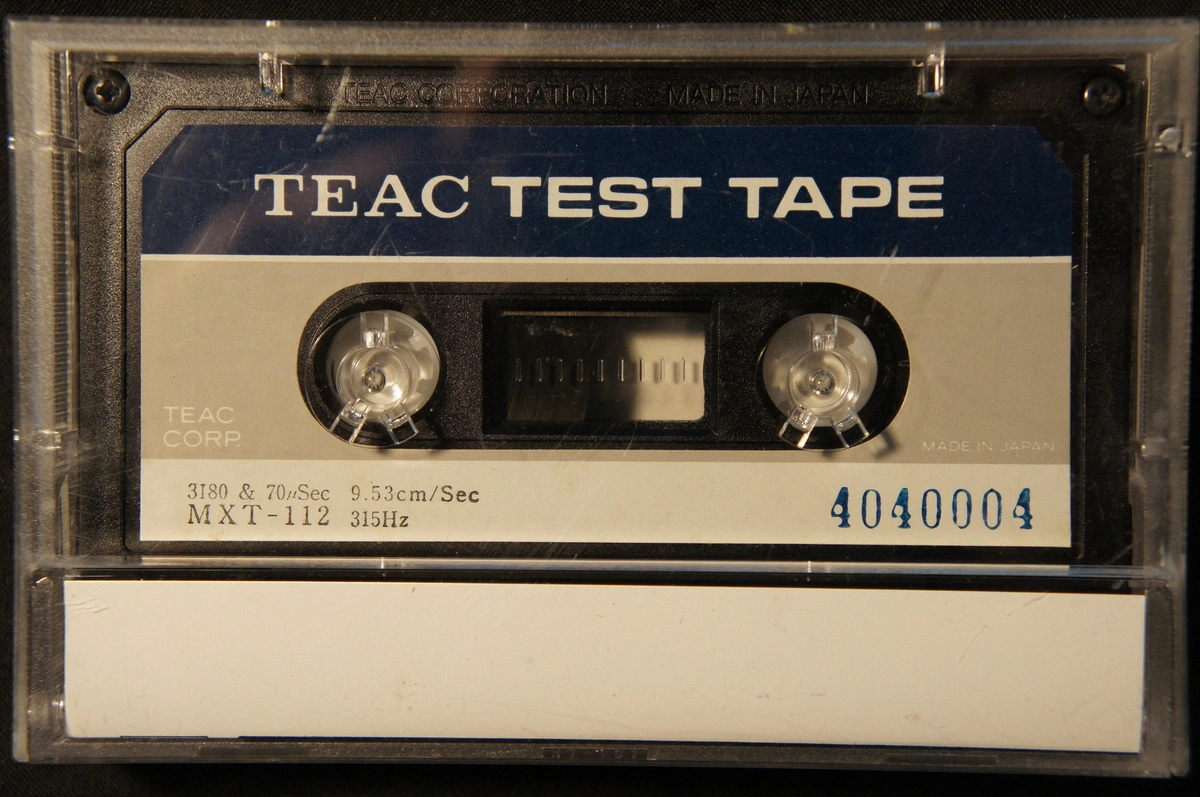 TEAC CORPORATION MADE IN JAPAN
TEAC TEST TAPE
TEAC
CORP.
MADE IN JAPAN
3180 & 70μSec 9.53cm/Sec
MXT-112 315Hz
4040004